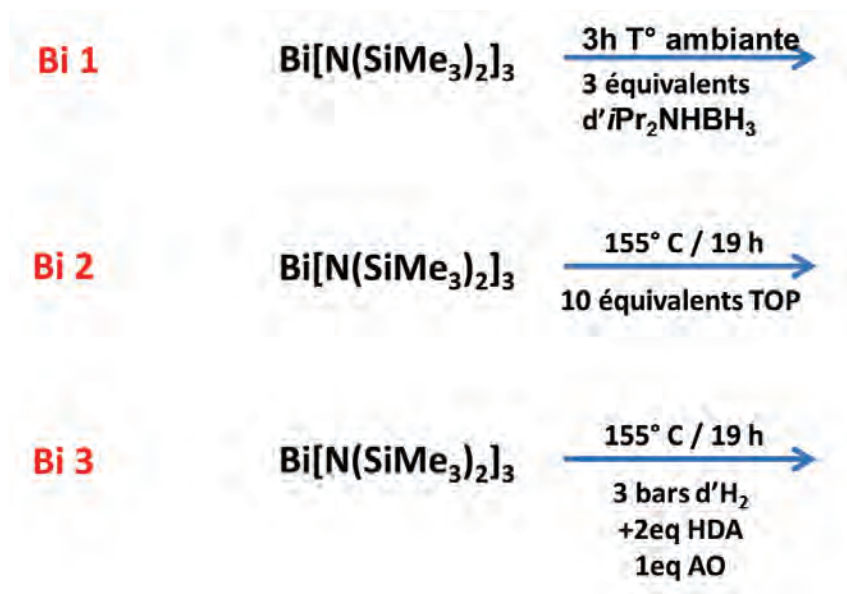 Bi 1 Bi[N(SiMe₃)₂]₃ 3h T° ambiante
3 équivalents
d'iPr₂NHBH₃
Bi 2 Bi[N(SiMe₃)₂]₃ 155° C / 19 h
10 équivalents TOP
Bi 3 Bi[N(SiMe₃)₂]₃ 155° C / 19 h
3 bars d'H₂
+2eq HDA
1eq AO